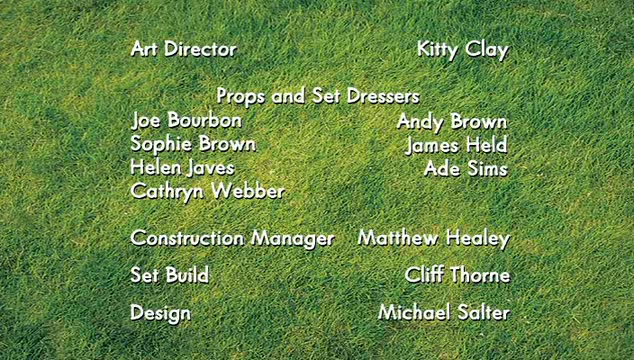 Art Director Kitty Clay
Props and Set Dressers
Joe Bourbon Andy Brown
Sophie Brown James Held
Helen Javes Ade Sims
Cathryn Webber
Construction Manager Matthew Healey
Set Build Cliff Thorne
Design Michael Salter